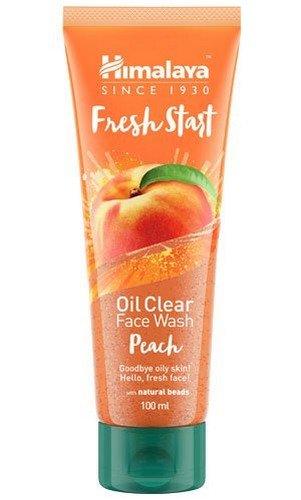 Himalaya
SINCE 1930
Fresh Start
Oil Clear
Face Wash
Peach
Goodbye oily skin!
Hello, fresh face!
with natural beads
100 ml